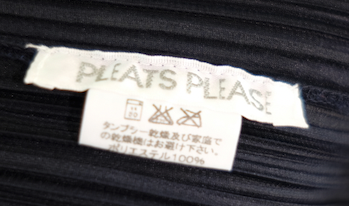 PLEATS PLEASE
タンブラー乾燥及び家庭で
の乾燥機はお避け下さい。
ポリエステル100%